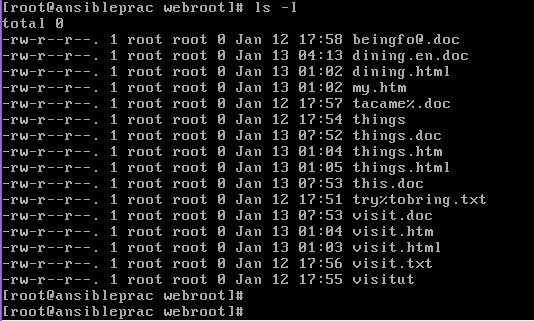 [root@ansibleprac webroot]# ls -l
total 0
-rw-r--r--. 1 root root 0 Jan 12 17:58 beingfo@.doc
-rw-r--r--. 1 root root 0 Jan 13 04:13 dining.en.doc
-rw-r--r--. 1 root root 0 Jan 13 01:02 dining.html
-rw-r--r--. 1 root root 0 Jan 13 01:02 my.htm
-rw-r--r--. 1 root root 0 Jan 12 17:57 tacame%.doc
-rw-r--r--. 1 root root 0 Jan 12 17:54 things
-rw-r--r--. 1 root root 0 Jan 13 07:52 things.doc
-rw-r--r--. 1 root root 0 Jan 13 01:04 things.htm
-rw-r--r--. 1 root root 0 Jan 13 01:05 things.html
-rw-r--r--. 1 root root 0 Jan 13 07:53 this.doc
-rw-r--r--. 1 root root 0 Jan 12 17:51 try%tobring.txt
-rw-r--r--. 1 root root 0 Jan 13 07:53 visit.doc
-rw-r--r--. 1 root root 0 Jan 13 01:04 visit.htm
-rw-r--r--. 1 root root 0 Jan 13 01:03 visit.html
-rw-r--r--. 1 root root 0 Jan 12 17:56 visit.txt
-rw-r--r--. 1 root root 0 Jan 12 17:55 visitut
[root@ansibleprac webroot]#
[root@ansibleprac webroot]#